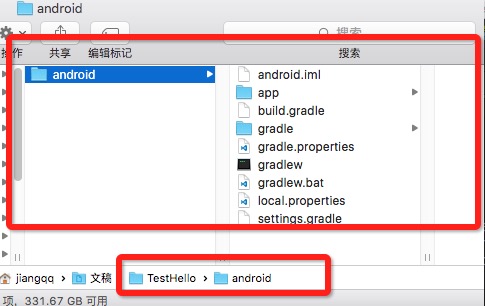 android
搜索
操作 共享 编辑标记 搜索
android
android.iml
app
build.gradle
gradle
gradle.properties
gradlew
gradlew.bat
local.properties
settings.gradle
jiangqq 文稿 TestHello android
项，331.67 GB 可用